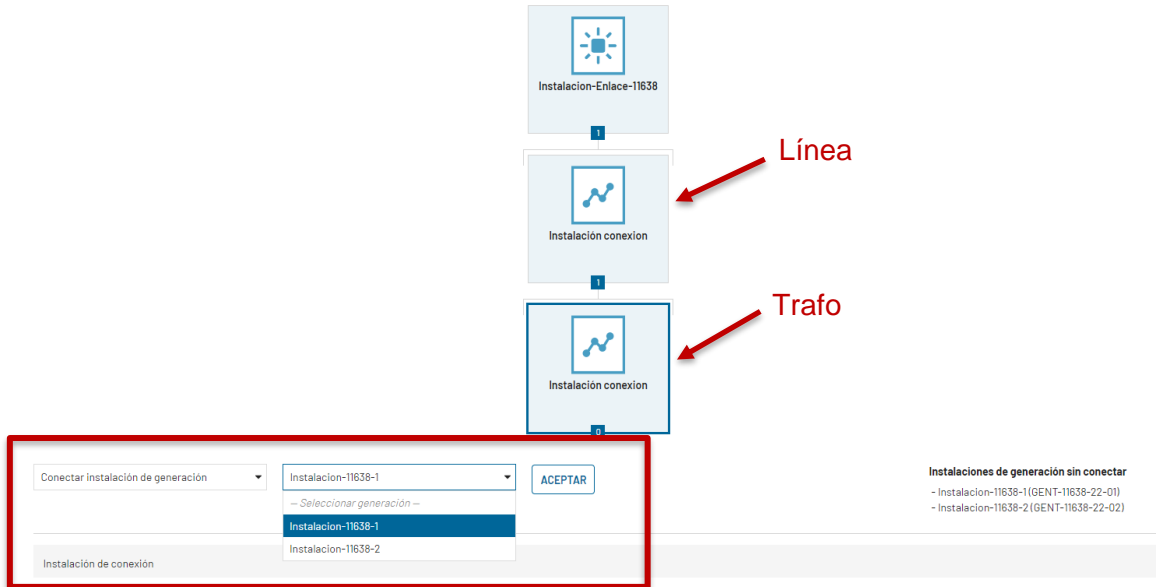 Instalacion-Enlace-11638
1
Línea
Instalación conexion
1
Trafo
Instalación conexion
0
Conectar instalación de generación
Instalacion-11638-1
ACEPTAR
— Seleccionar generación —
Instalacion-11638-1
Instalacion-11638-2
Instalaciones de generación sin conectar
- Instalacion-11638-1 (GENT-11638-22-01)
- Instalacion-11638-2 (GENT-11638-22-02)
Instalación de conexión